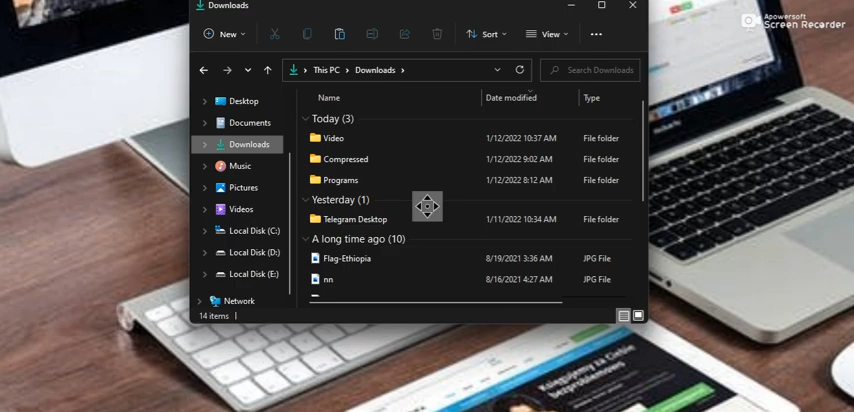 Downloads
Apowersoft
Screen Recorder
New Sort View
This PC Downloads Search Downloads
Name Date modified Type
Desktop
Documents
Downloads
Music
Pictures
Videos
Local Disk (C:)
Local Disk (D:)
Local Disk (E:)
Network
Today (3)
Video 1/12/2022 10:37 AM File folder
Compressed 1/12/2022 9:02 AM File folder
Programs 1/12/2022 8:12 AM File folder
Yesterday (1)
Telegram Desktop 1/11/2022 10:34 AM File folder
A long time ago (10)
Flag-Ethiopia 8/19/2021 3:36 AM JPG File
nn 8/16/2021 4:27 AM JPG File
14 items
Księgujemy za Ciebie
bezproblemowo